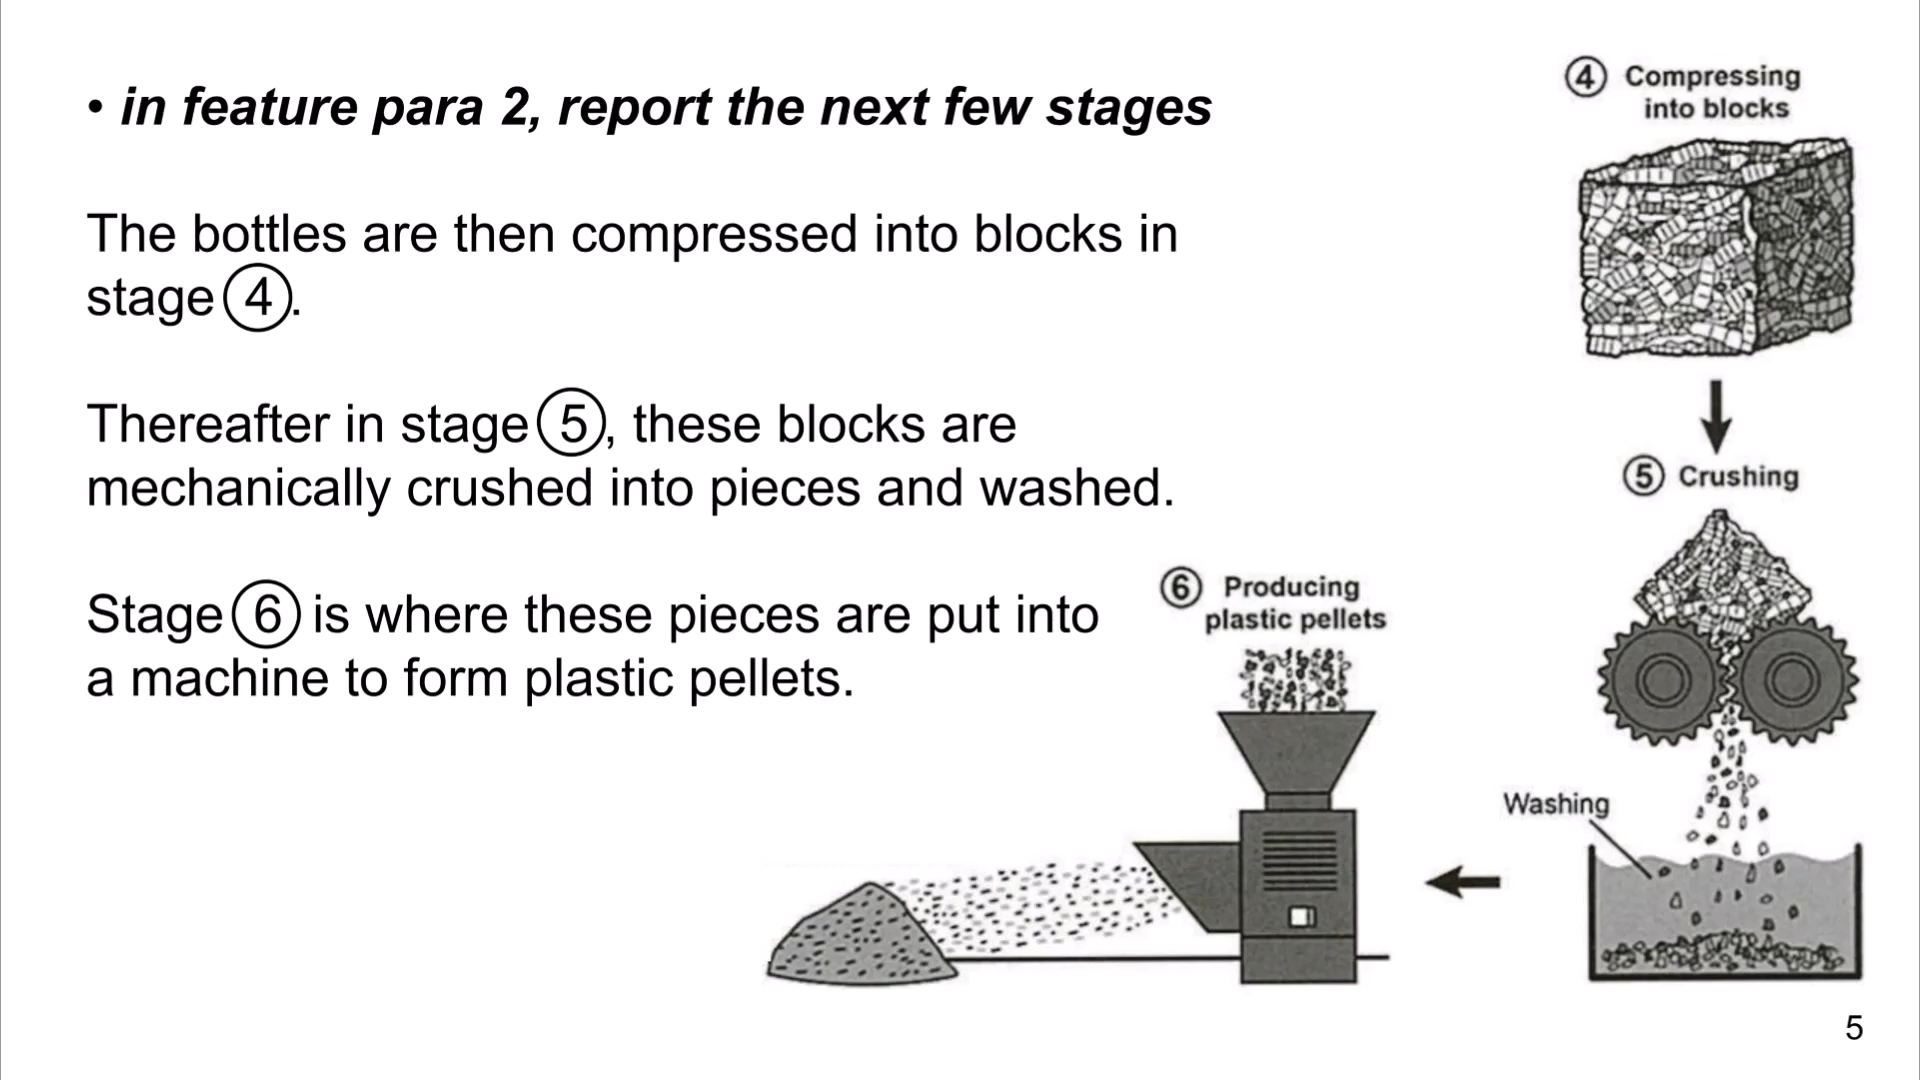 • in feature para 2, report the next few stages
The bottles are then compressed into blocks in
stage ④.
Thereafter in stage ⑤, these blocks are
mechanically crushed into pieces and washed.
Stage ⑥ is where these pieces are put into
a machine to form plastic pellets.
④ Compressing
into blocks
⑤ Crushing
⑥ Producing
plastic pellets
Washing
5